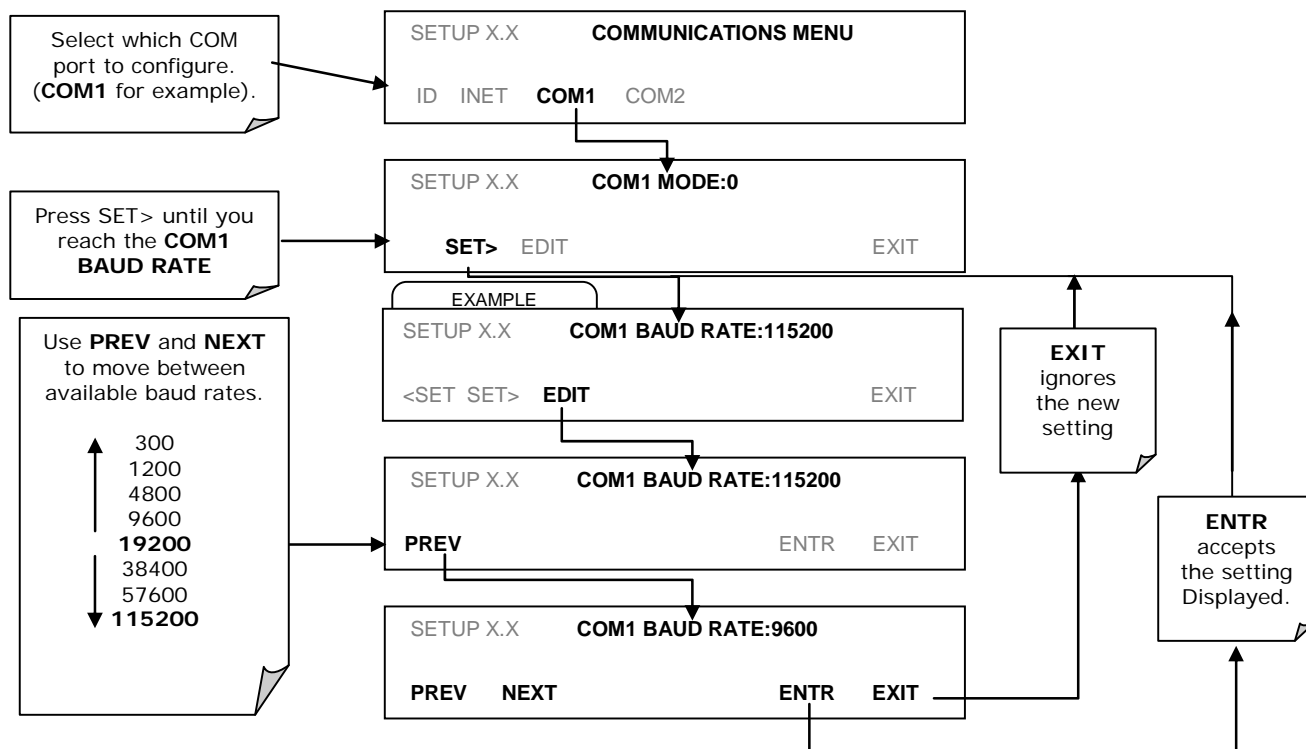 Select which COM
port to configure.
(COM1 for example).
SETUP X.X COMMUNICATIONS MENU
ID INET COM1 COM2
Press SET> until you
reach the COM1
BAUD RATE
SETUP X.X COM1 MODE:0
SET> EDIT EXIT
EXAMPLE
SETUP X.X COM1 BAUD RATE:115200
<SET SET> EDIT EXIT
Use PREV and NEXT
to move between
available baud rates.
300
1200
4800
9600
19200
38400
57600
115200
SETUP X.X COM1 BAUD RATE:115200
PREV ENTR EXIT
SETUP X.X COM1 BAUD RATE:9600
PREV NEXT ENTR EXIT
EXIT
ignores
the new
setting
ENTR
accepts
the setting
Displayed.